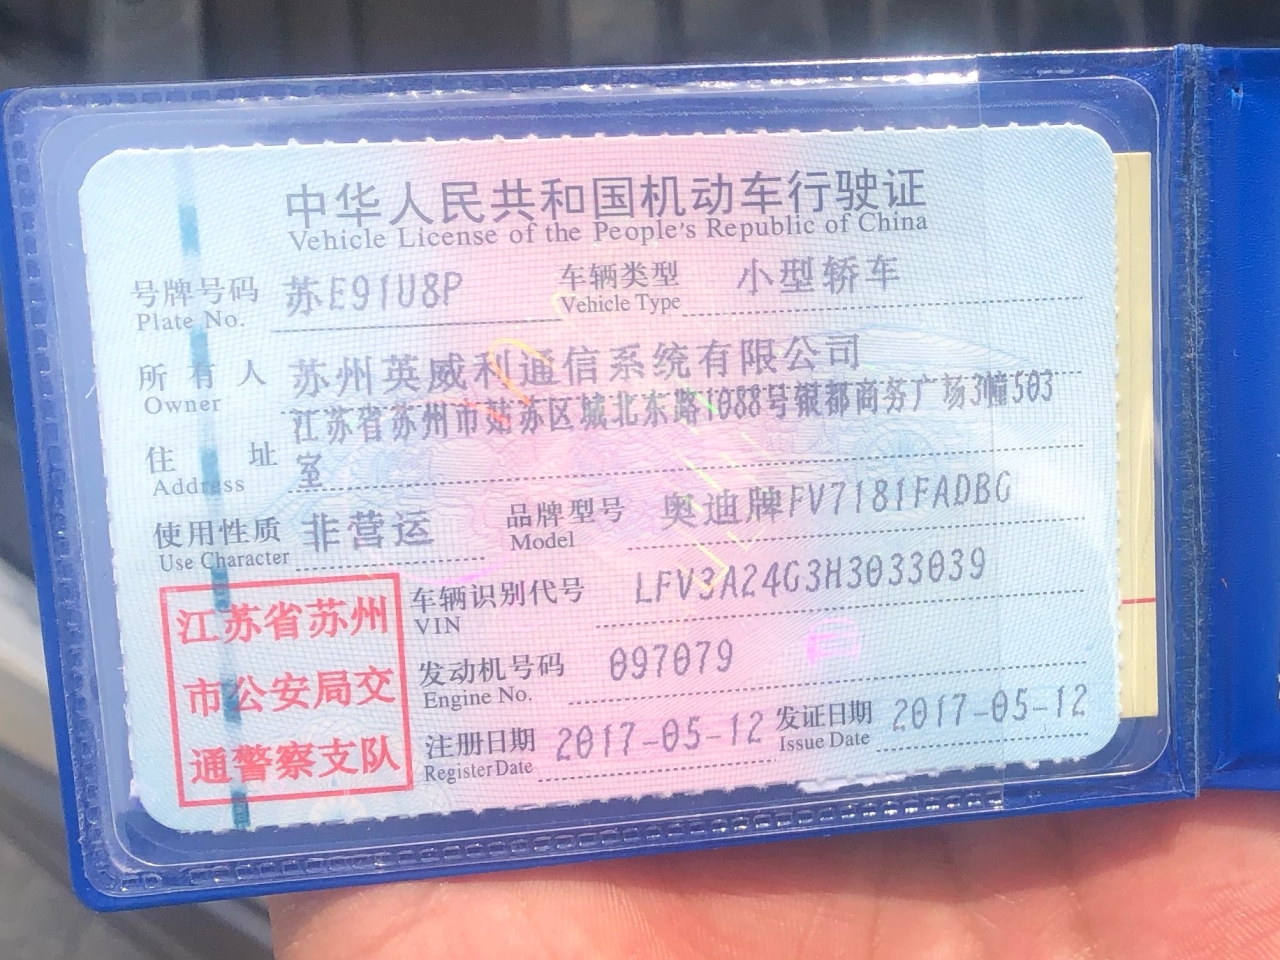 中华人民共和国机动车行驶证
Vehicle License of the People's Republic of China
号牌号码 苏E91U8P 车辆类型 小型轿车
Plate No. Vehicle Type
所有人 苏州英威利通信系统有限公司
Owner
江苏省苏州市姑苏区城北东路1088号银都商务广场3幢503
住址 室
Address
使用性质 非营运 品牌型号 奥迪牌FV7181FADBG
Use Character Model
江苏省苏州
市公安局交
通警察支队
车辆识别代号 LFV3A24G3H3033039
VIN
发动机号码 097079
Engine No.
注册日期 2017-05-12 发证日期 2017-05-12
Register Date Issue Date